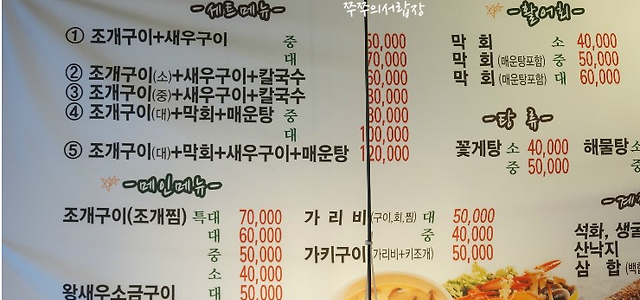 쭉쭉의서랍장
-세트메뉴-
① 조개구이+새우구이 중 50,000
대 70,000
② 조개구이(소)+새우구이+칼국수 60,000
③ 조개구이(중)+새우구이+칼국수 80,000
④ 조개구이(대)+막회+매운탕 중 80,000
대 100,000
⑤ 조개구이(대)+막회+새우구이+매운탕 120,000
-메인메뉴-
조개구이(조개찜) 특대 70,000
대 60,000
중 50,000
소 40,000
왕새우소금구이 대 50,000
가 리 비 (구이,회,찜) 대 50,000
중 40,000
가키구이 (가리비+키조개) 50,000
-활어회-
막 회 소 40,000
막 회 (매운탕포함) 중 50,000
막 회 (매운탕포함) 대 60,000
-탕 류-
꽃게탕 소 40,000 해물탕 소
중 50,000 중
석화, 생굴
산낙지
삼 합